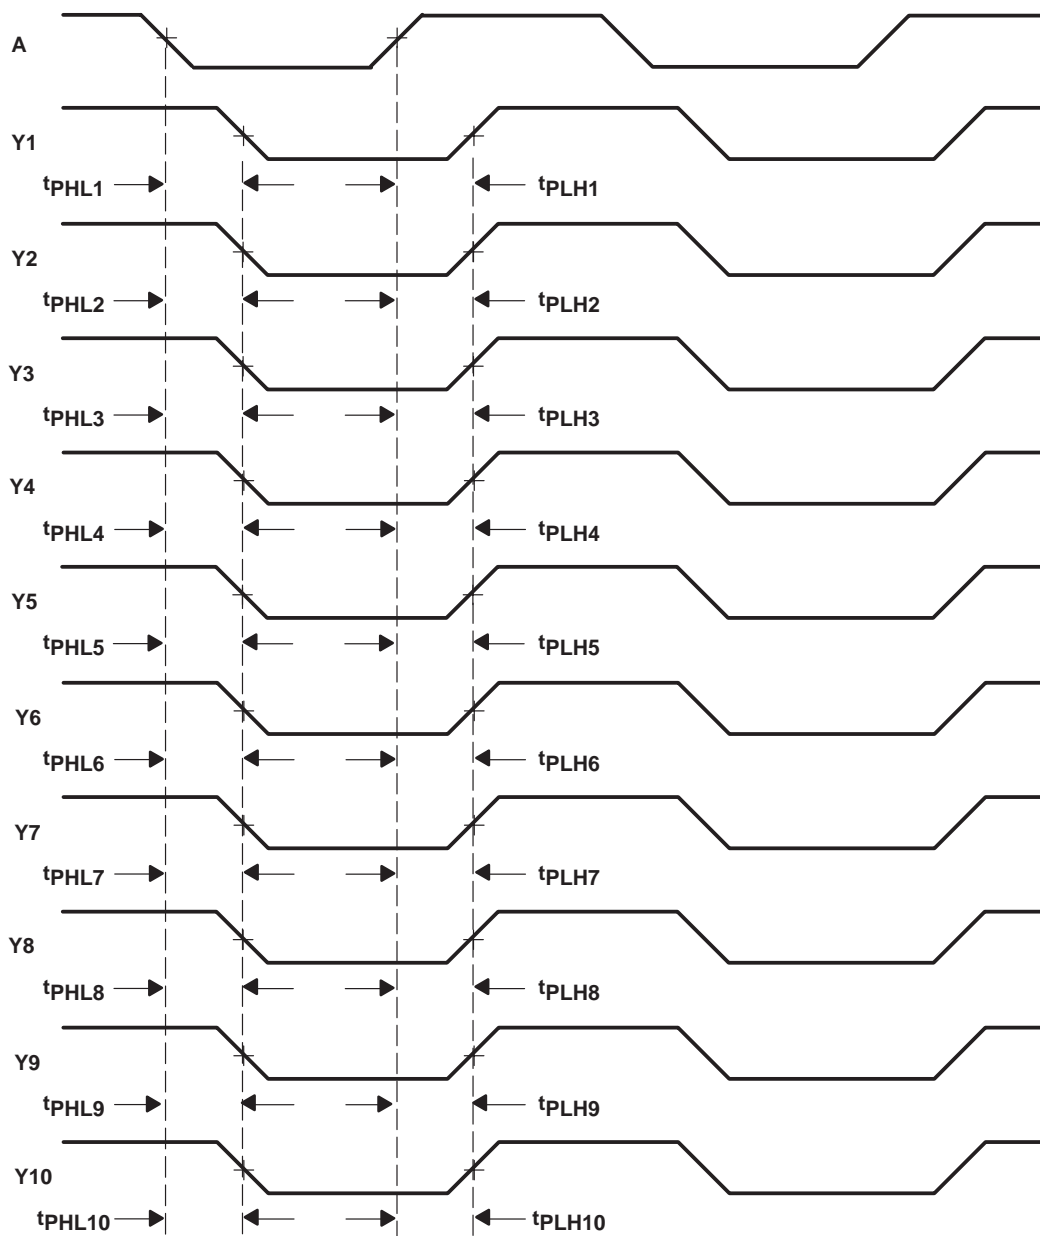 A
Y1
tPHL1 tPLH1
Y2
tPHL2 tPLH2
Y3
tPHL3 tPLH3
Y4
tPHL4 tPLH4
Y5
tPHL5 tPLH5
Y6
tPHL6 tPLH6
Y7
tPHL7 tPLH7
Y8
tPHL8 tPLH8
Y9
tPHL9 tPLH9
Y10
tPHL10 tPLH10